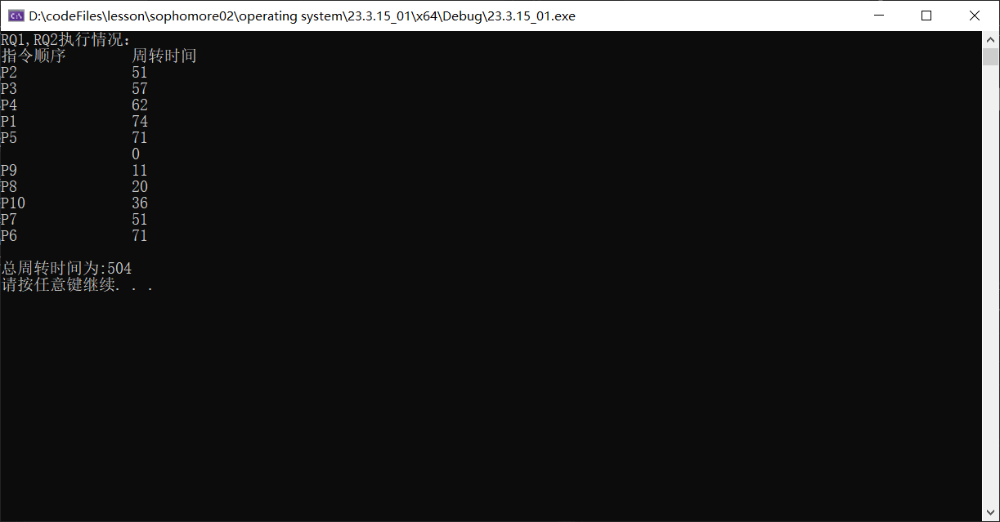 D:\codeFiles\lesson\sophomore02\operating system\23.3.15_01\x64\Debug\23.3.15_01.exe
RQ1,RQ2执行情况:
指令顺序 周转时间
P2 51
P3 57
P4 62
P1 74
P5 71
0
P9 11
P8 20
P10 36
P7 51
P6 71
总周转时间为:504
请按任意键继续. . .